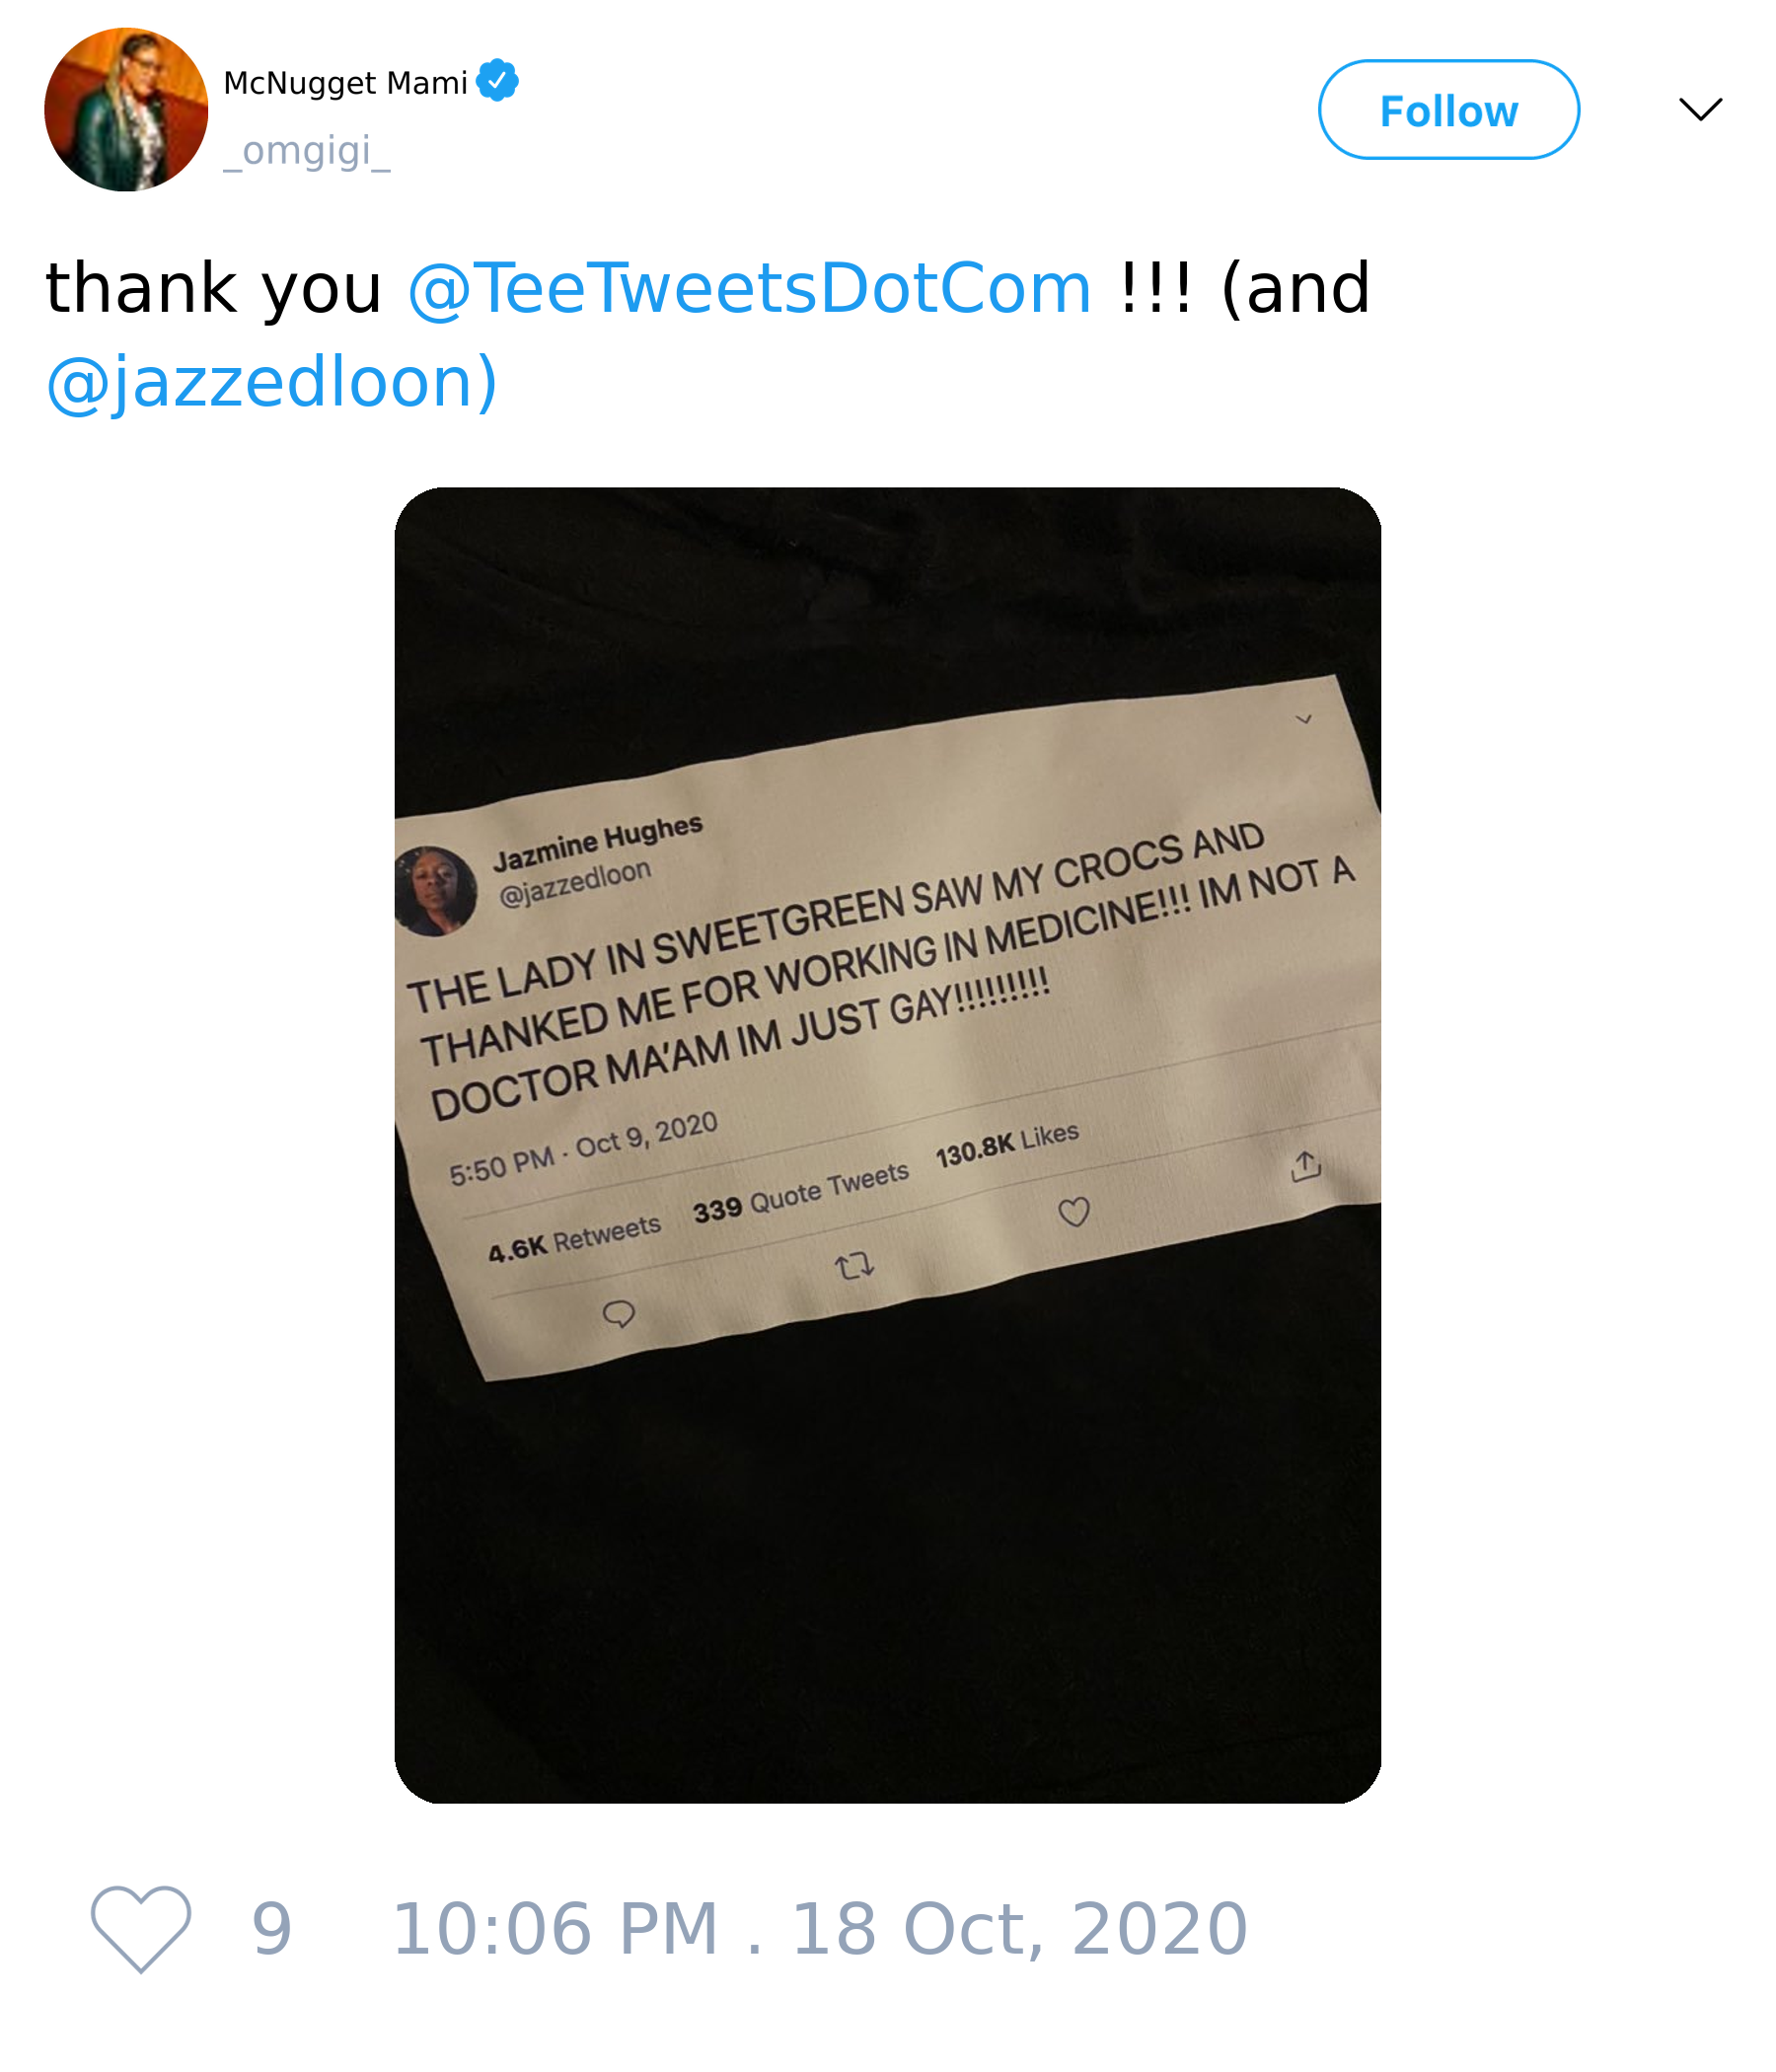 McNugget Mami
_omgigi_
Follow
thank you @TeeTweetsDotCom !!! (and
@jazzedloon)
Jazmine Hughes
@jazzedloon
THE LADY IN SWEETGREEN SAW MY CROCS AND
THANKED ME FOR WORKING IN MEDICINE!!! IM NOT A
DOCTOR MA'AM IM JUST GAY!!!!!!!!!
5:50 PM · Oct 9, 2020
4.6K Retweets 339 Quote Tweets 130.8K Likes
9 10:06 PM . 18 Oct, 2020